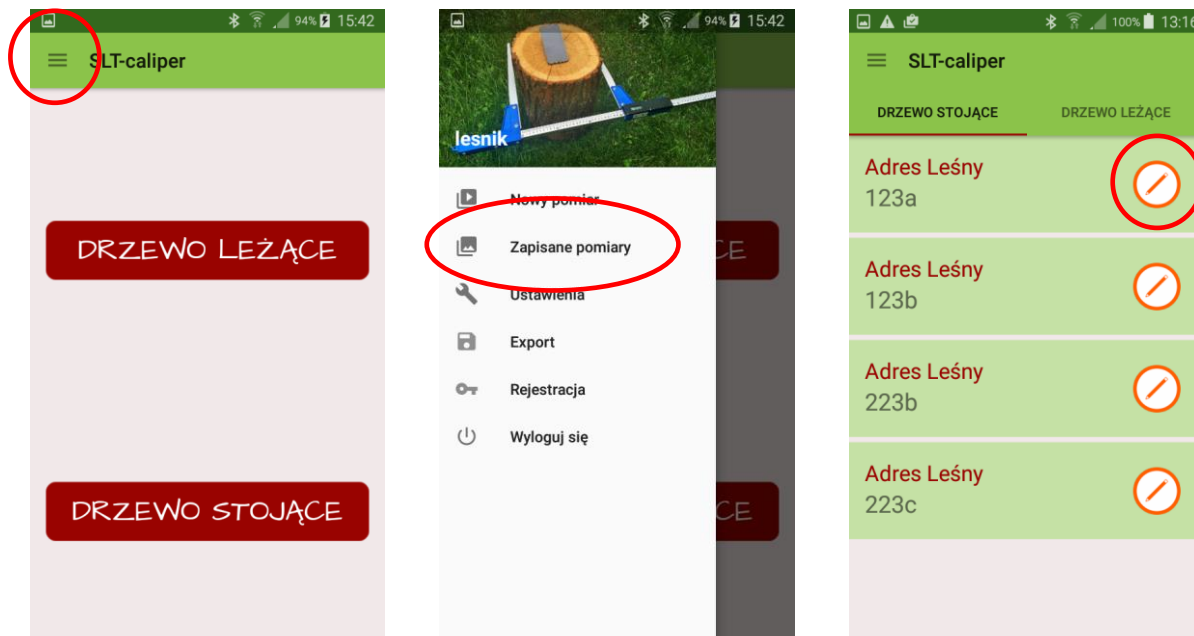 94% 15:42
SLT-caliper
DRZEWO LEŻĄCE
DRZEWO STOJĄCE
94% 15:42
lesnik
Nowy pomiar
Zapisane pomiary
Ustawienia
Export
Rejestracja
Wyloguj się
CE
CE
100% 13:16
SLT-caliper
DRZEWO STOJĄCE DRZEWO LEŻĄCE
Adres Leśny
123a
Adres Leśny
123b
Adres Leśny
223b
Adres Leśny
223c